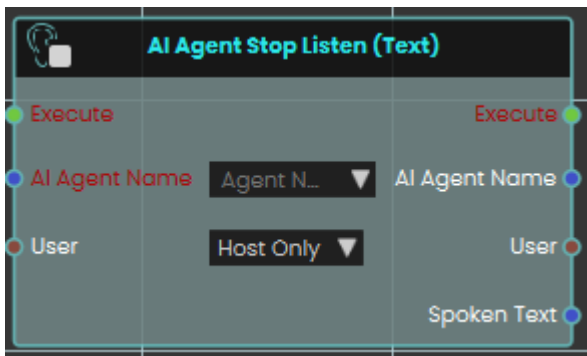 AI Agent Stop Listen (Text)
Execute Execute
AI Agent Name Agent N... AI Agent Name
User Host Only User
Spoken Text